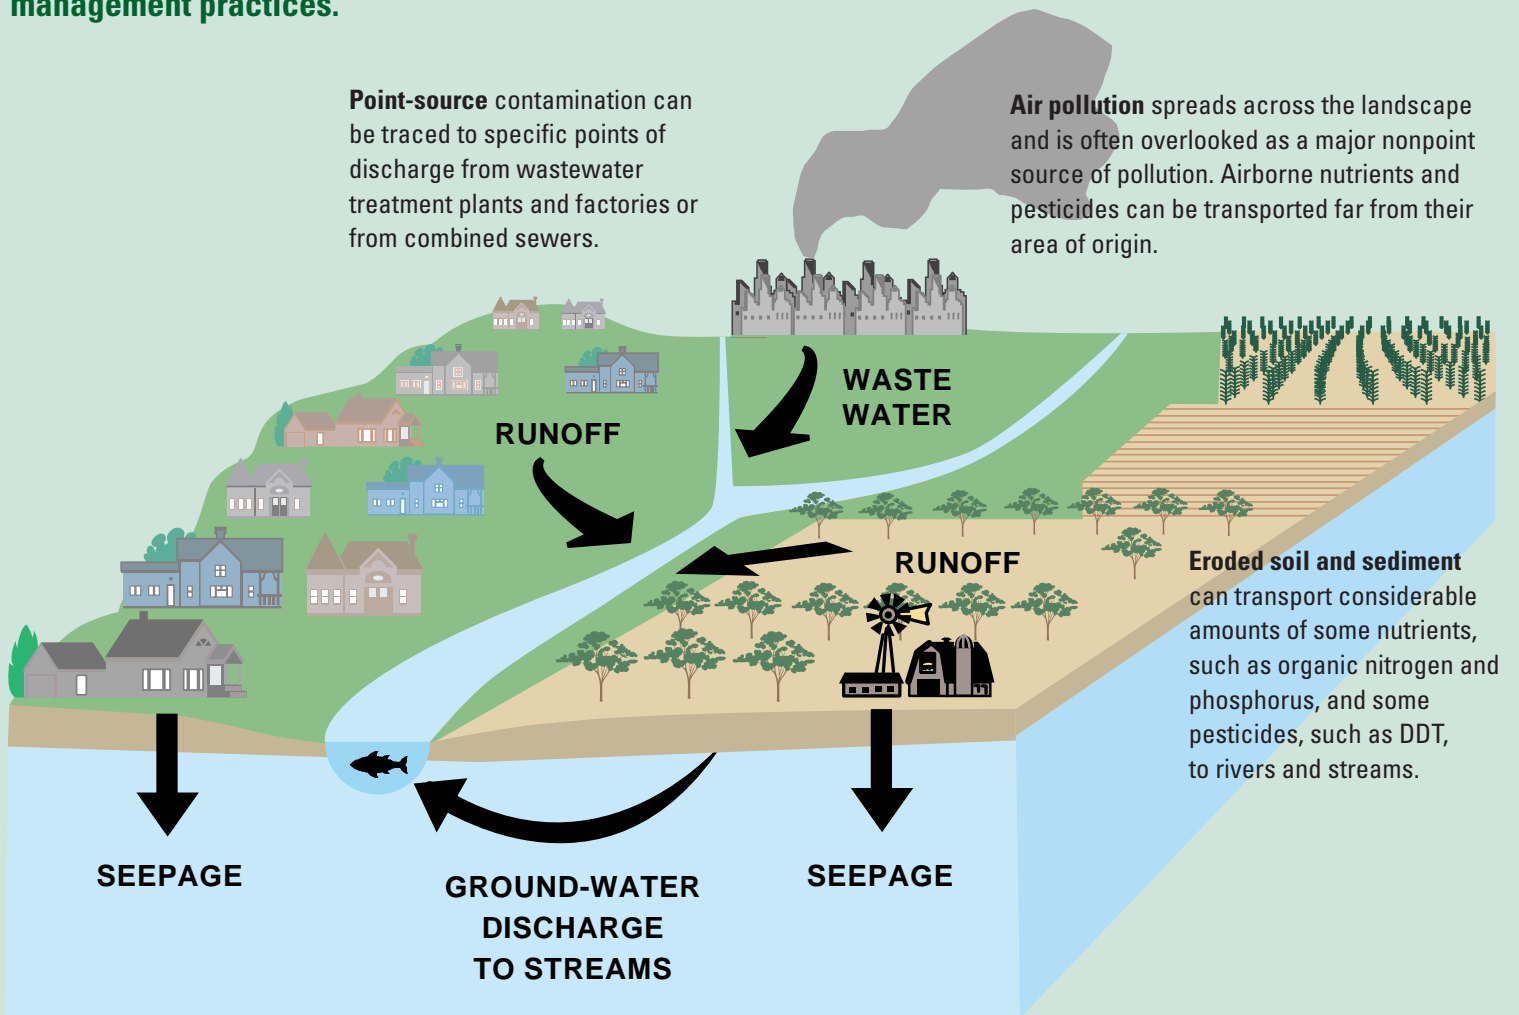 management practices.
Point-source contamination can
be traced to specific points of
discharge from wastewater
treatment plants and factories or
from combined sewers.
Air pollution spreads across the landscape
and is often overlooked as a major nonpoint
source of pollution. Airborne nutrients and
pesticides can be transported far from their
area of origin.
WASTE
WATER
RUNOFF
RUNOFF
Eroded soil and sediment
can transport considerable
amounts of some nutrients,
such as organic nitrogen and
phosphorus, and some
pesticides, such as DDT,
to rivers and streams.
SEEPAGE
GROUND-WATER
DISCHARGE
TO STREAMS
SEEPAGE